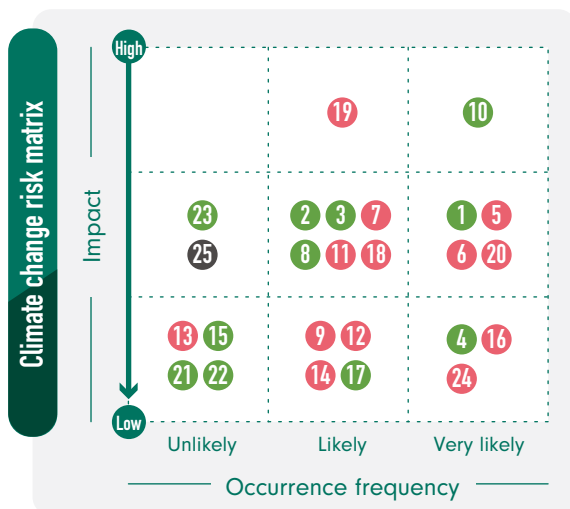 Climate change risk matrix
Impact
High
19
10
23
2 3 7
1 5
25
8 11 18
6 20
13 15
9 12
4 16
21 22
14 17
24
Low
Unlikely
Likely
Very likely
Occurrence frequency